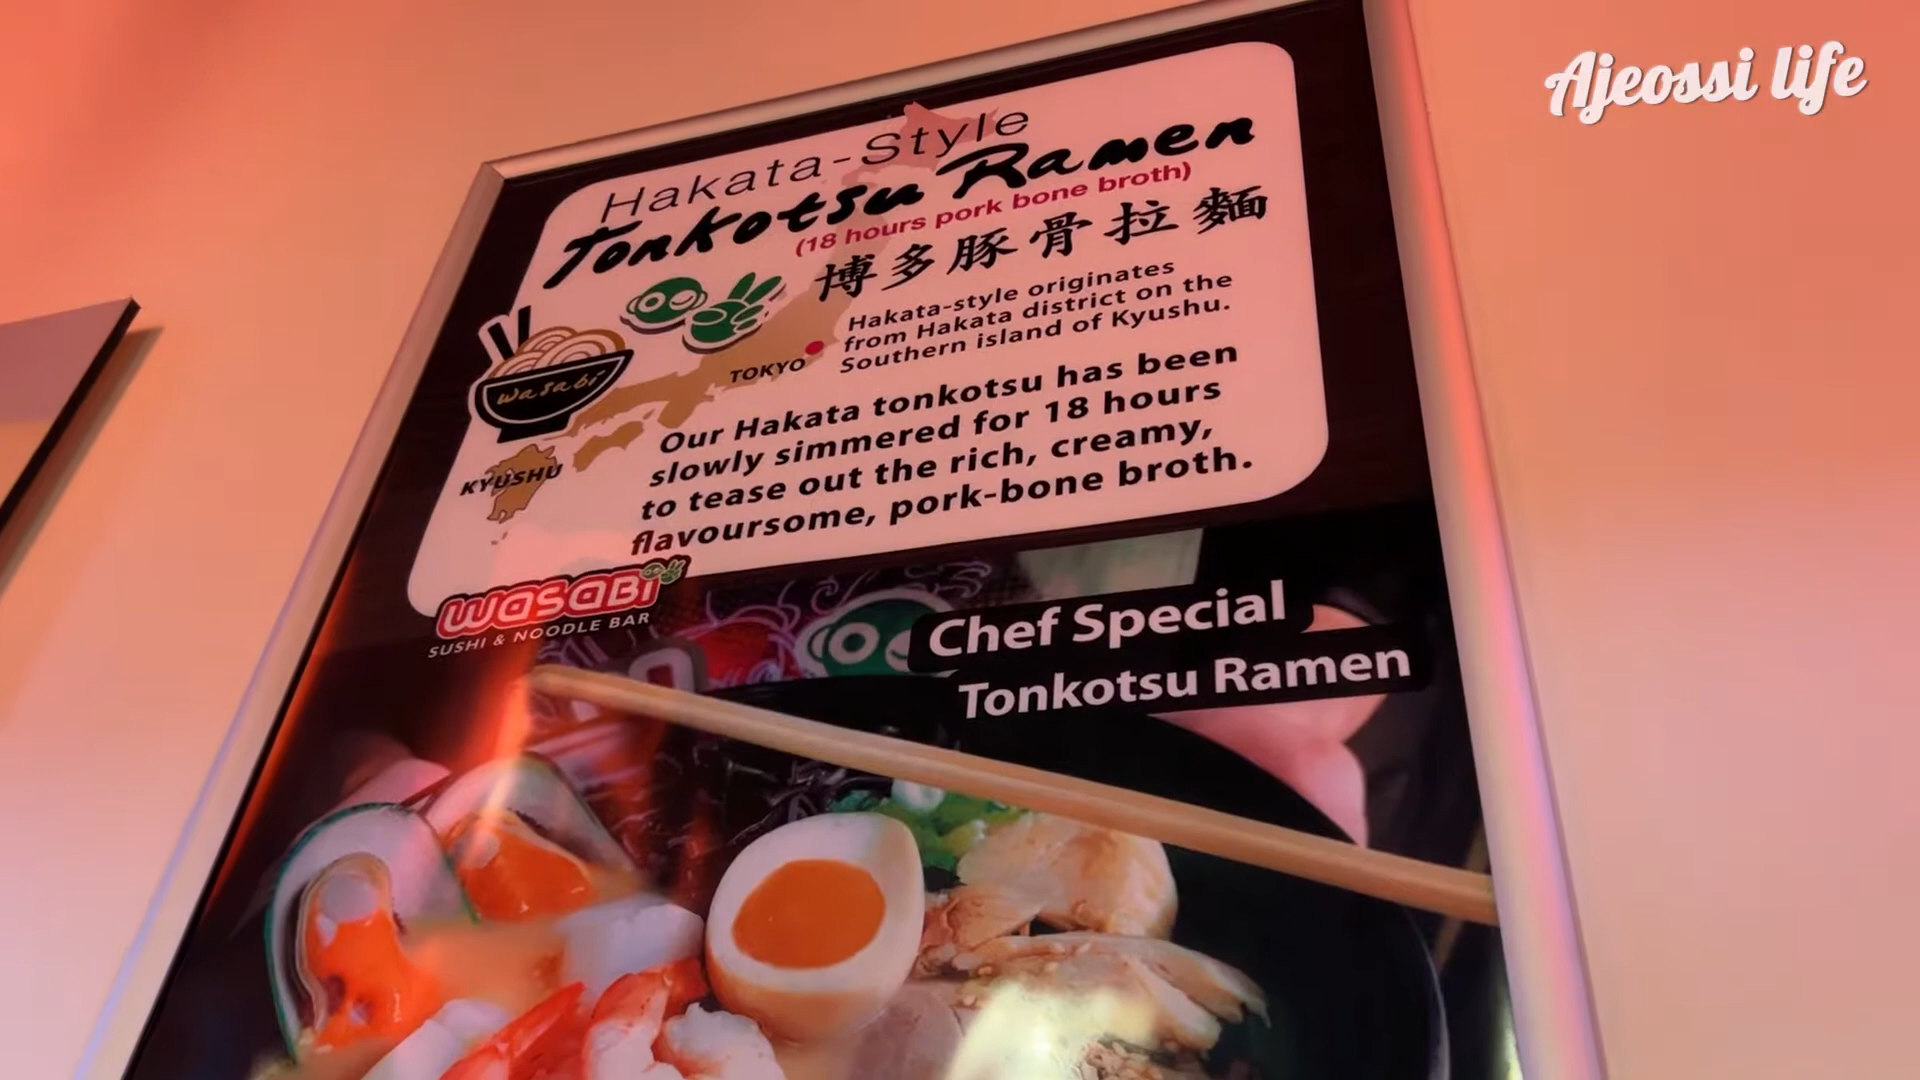 Ajeossi life
Hakata-Style
Tonkotsu Ramen
(18 hours pork bone broth)
博多豚骨拉麵
Hakata-style originates
from Hakata district on the
Southern island of Kyushu.
wasabi
TOKYO
KYUSHU
Our Hakata tonkotsu has been
slowly simmered for 18 hours
to tease out the rich, creamy,
flavoursome, pork-bone broth.
wasabi
SUSHI & NOODLE BAR
Chef Special
Tonkotsu Ramen